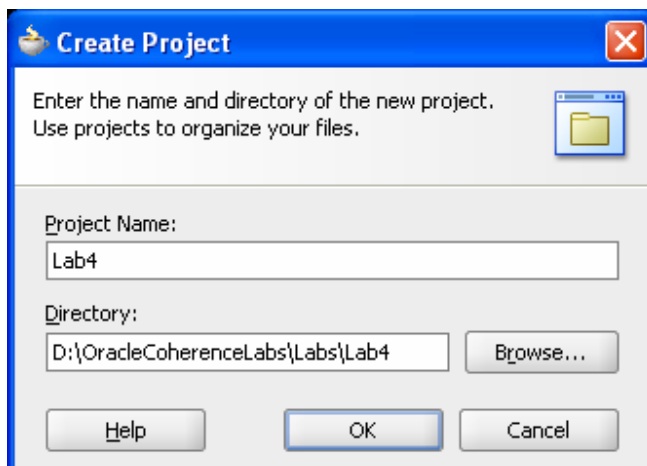 Create Project
Enter the name and directory of the new project.
Use projects to organize your files.
Project Name:
Lab4
Directory:
D:\OracleCoherenceLabs\Labs\Lab4
Browse...
Help
OK
Cancel